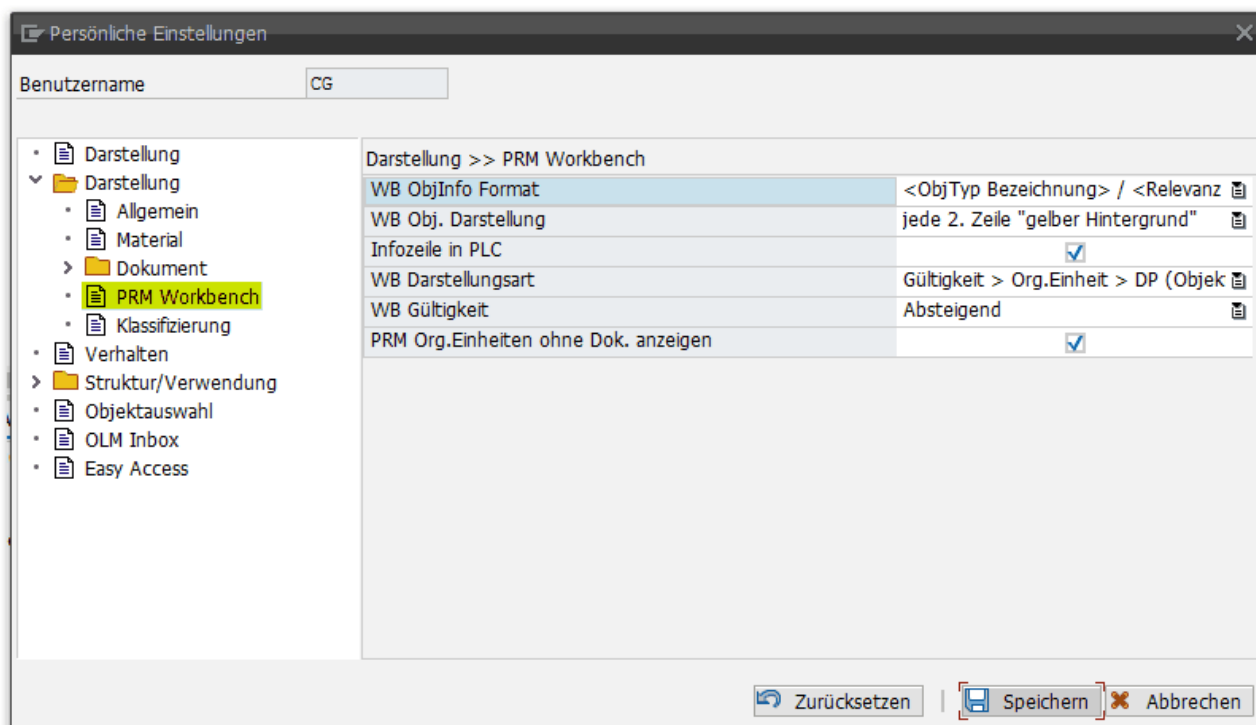 Persönliche Einstellungen
Benutzername CG
Darstellung
Darstellung
Allgemein
Material
Dokument
PRM Workbench
Klassifizierung
Verhalten
Struktur/Verwendung
Objektauswahl
OLM Inbox
Easy Access
Darstellung >> PRM Workbench
WB ObjInfo Format <ObjTyp Bezeichnung> / <Relevanz
WB Obj. Darstellung jede 2. Zeile "gelber Hintergrund"
Infozeile in PLC
WB Darstellungsart Gültigkeit > Org.Einheit > DP (Objek
WB Gültigkeit Absteigend
PRM Org.Einheiten ohne Dok. anzeigen
Zurücksetzen | Speichern Abbrechen